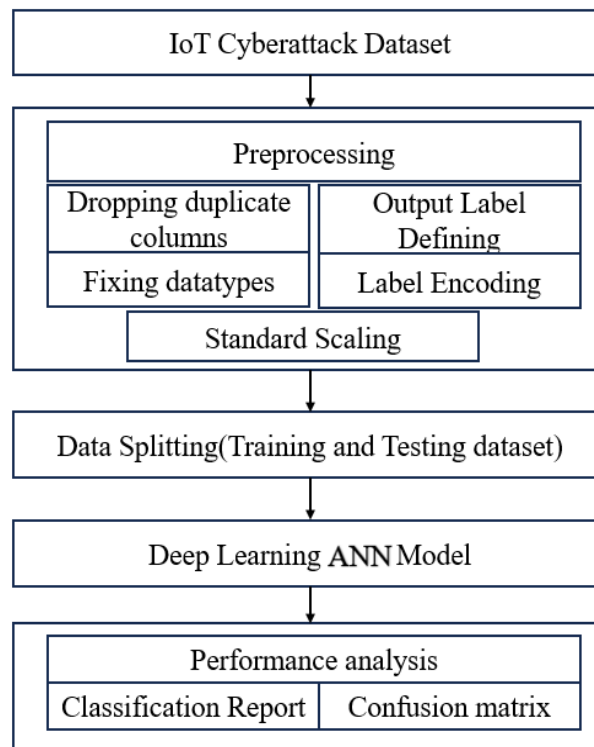 IoT Cyberattack Dataset
Preprocessing
Dropping duplicate
columns
Output Label
Defining
Fixing datatypes
Label Encoding
Standard Scaling
Data Splitting(Training and Testing dataset)
Deep Learning ANN Model
Performance analysis
Classification Report
Confusion matrix